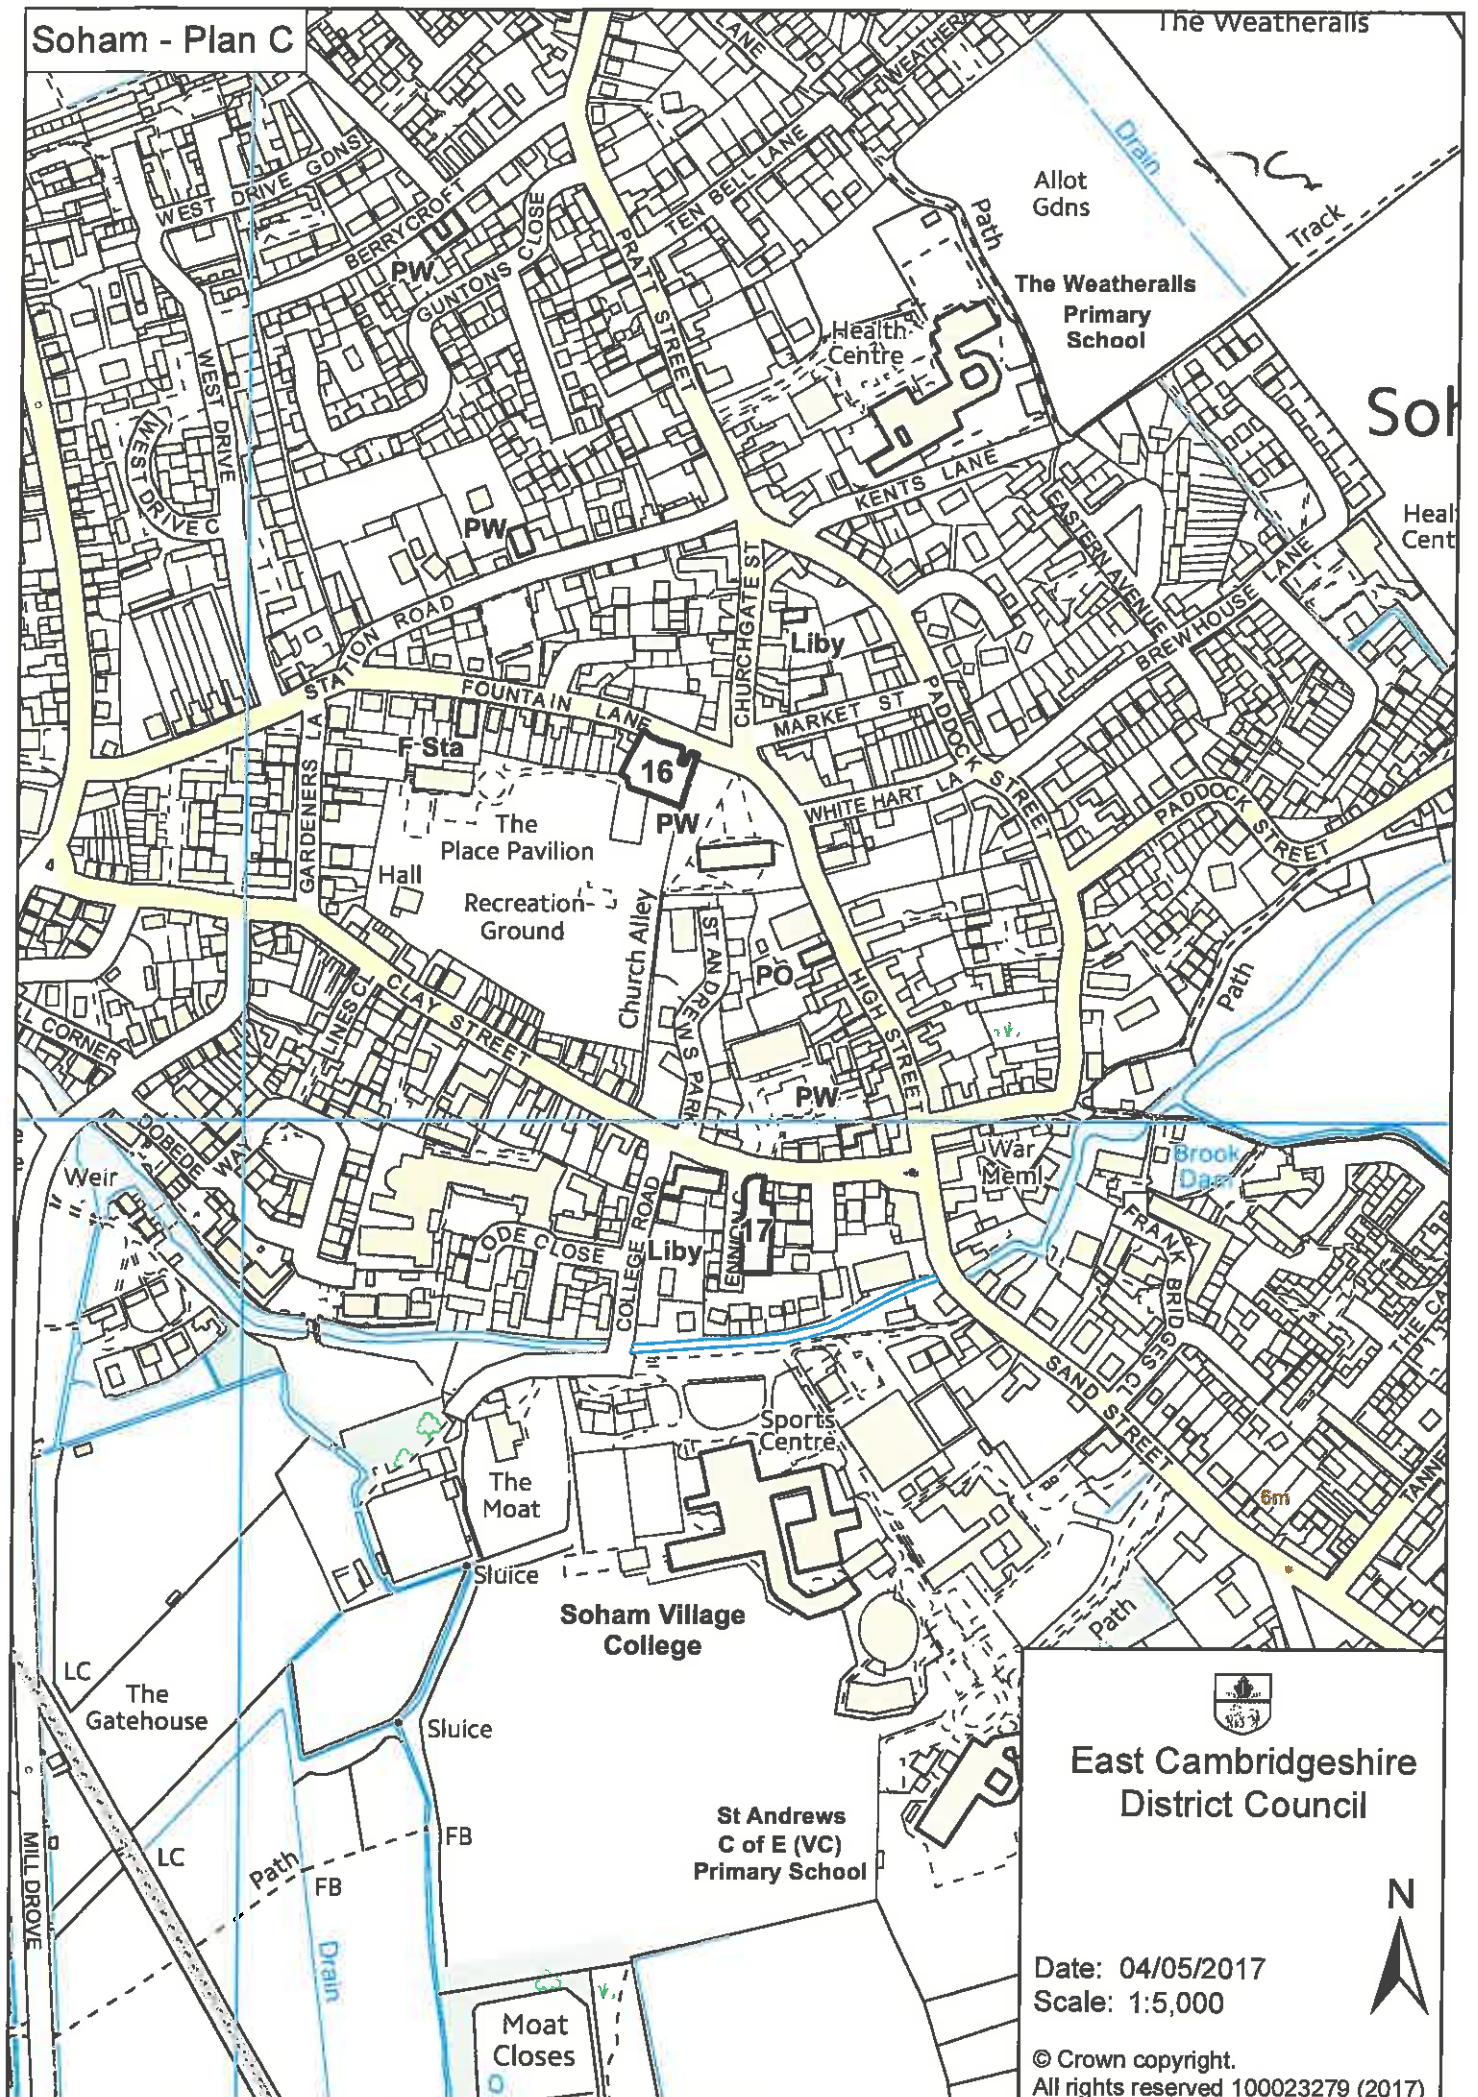 Soham - Plan C
The Weatheralls
LANE
WEATHER
Drain
Allot
Gdns
Track
Path
WEST DRIVE GDNS
BERRYCROFT
PW
GUNTONS CLOSE
PRATT STREET
TEN BELL LANE
The Weatheralls
Primary
School
Health
Centre
WEST DRIVE
WEST DRIVE C
Soh
PW
KENTS LANE
EASTERN AVENUE
BREWHOUSE LANE
Heal
Cent
STATION ROAD
CHURCHGATE ST
Liby
FOUNTAIN LANE
MARKET ST
PADDOCK STREET
F Sta
16
PW
WHITE HART LA
PADDOCK STREET
GARDENERS LA
The
Place Pavilion
Hall
Recreation
Ground
Church Alley
ST ANDREWS PARK
PO
HIGH STREET
Path
LL CORNER
LINES CL
CLAY STREET
PW
DOBEDE WAY
Weir
War
Meml
Brook
Dam
LODE CLOSE
COLLEGE ROAD
Liby
ENNION C
17
FRANK BRIDGES CL
THE CA
SAND STREET
Sports
Centre
The
Moat
TANNE
6m
Sluice
Soham Village
College
Path
LC
The
Gatehouse
Sluice
MILL DROVE
LC
Path
FB
FB
Drain
St Andrews
C of E (VC)
Primary School
Moat
Closes
East Cambridgeshire
District Council
N
Date: 04/05/2017
Scale: 1:5,000
© Crown copyright.
All rights reserved 100023279 (2017)